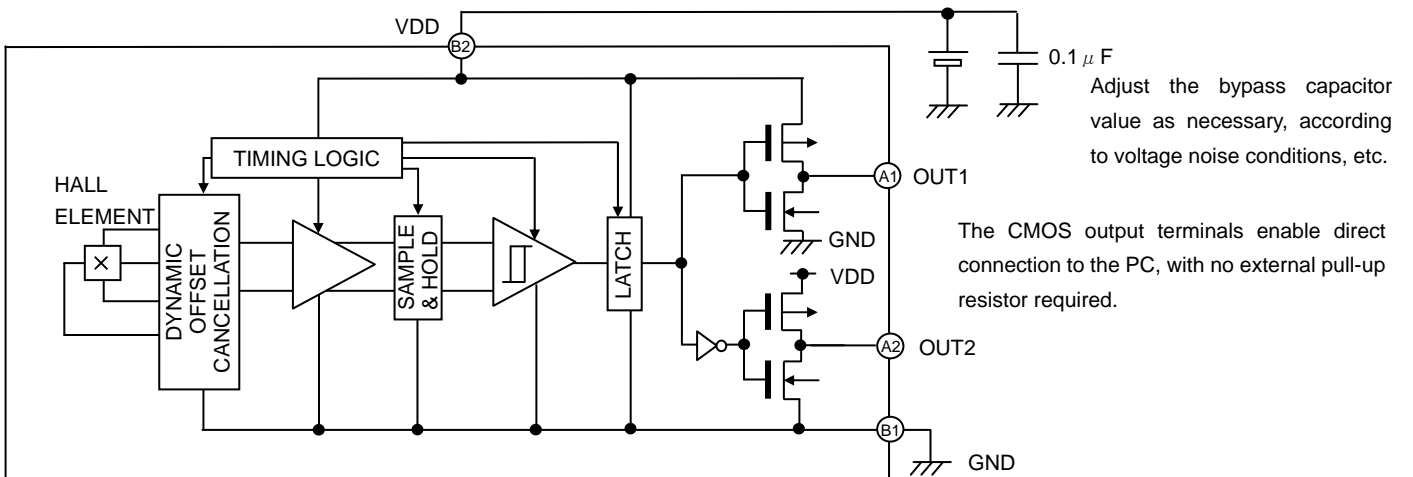 VDD
B2
0.1 μ F
Adjust the bypass capacitor
value as necessary, according
to voltage noise conditions, etc.
TIMING LOGIC
HALL
ELEMENT
×
DYNAMIC
OFFSET
CANCELLATION
SAMPLE
& HOLD
LATCH
A1
OUT1
GND
The CMOS output terminals enable direct
connection to the PC, with no external pull-up
resistor required.
VDD
A2
OUT2
B1
GND